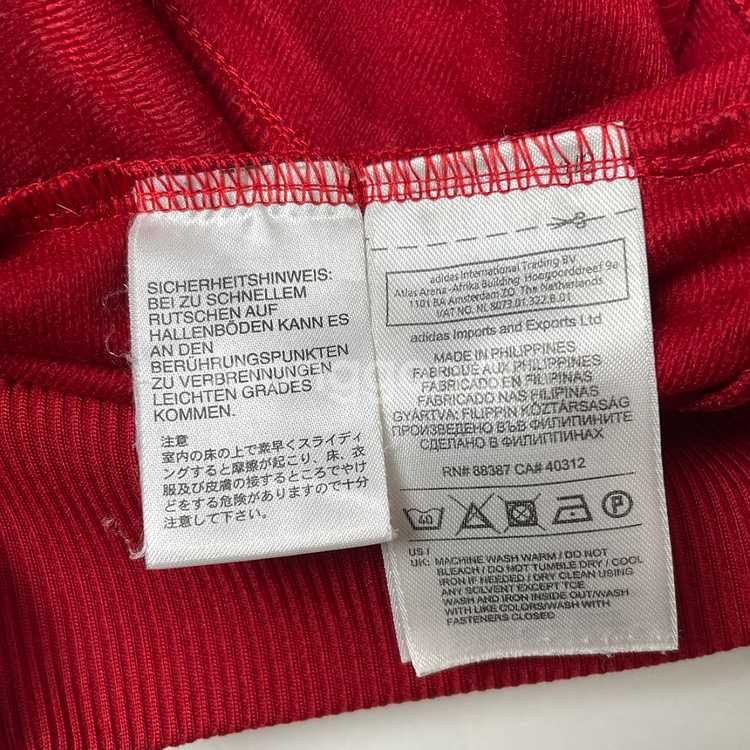 SICHERHEITSHINWEIS:
BEI ZU SCHNELLEM
RUTSCHEN AUF
HALLENBÖDEN KANN ES
AN DEN
BERÜHRUNGSPUNKTEN
ZU VERBRENNUNGEN
LEICHTEN GRADES
KOMMEN.
注意
室内の床の上で素早くスライディ
ングすると摩擦が起こり、床、衣
服及び皮膚の接するところでやけ
どをする危険がありますので十分
注意して下さい。
adidas International Trading BV
Atlas Arena -Afrika Building Hoogoorddreef 9a
1101 BA Amsterdam ZO The Netherlands
VAT NO. NL 8073.01.322.B.01
adidas Imports and Exports Ltd
MADE IN PHILIPPINES
FABRIQUÉ AUX PHILIPPINES
FABRICADO EN FILIPINAS
FABRICADO NAS FILIPINAS
GYÁRTVA: FILIPPIN KÖZTÁRSASÁG
ПРОИЗВЕДЕНО ВЪВ ФИЛИПИНИТЕ
СДЕЛАНО В ФИЛИППИНАХ
RN# 88387 CA# 40312
40 P
US / UK: MACHINE WASH WARM / DO NOT
BLEACH / DO NOT TUMBLE DRY / COOL
IRON IF NEEDED / DRY CLEAN USING
ANY SOLVENT EXCEPT TCE
WASH AND IRON INSIDE OUT/WASH
WITH LIKE COLORS/WASH WITH
FASTENERS CLOSED